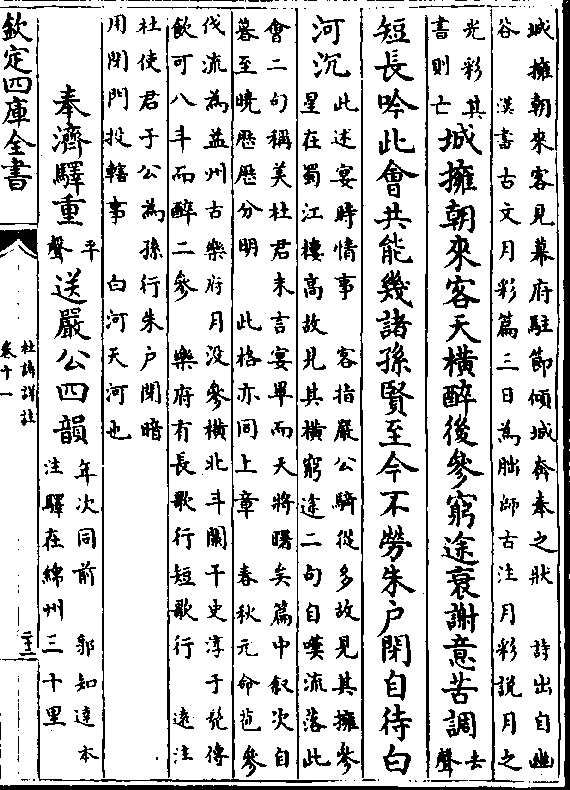 城擁朝來客見幕府駐節傾城奔奉之狀　詩出自幽
谷　漢書古文月彩篇三日為朏師古注月彩說月之
光彩其
書則亡
城擁朝來客天橫醉後參窮途衰謝意苦調
去
聲
短長吟此會共能幾諸孫賢至今不勞朱戶閉自待白
河沉
此述宴時情事　客指嚴公騎從多故見其擁參
星在蜀江樓高故見其橫窮途二句自嘆流落此
會二句稱美杜君末言宴畢而天將曙矣篇中叙次自
暮至曉歷歷分明　此格亦同上章　春秋元命苞參
伐流為益州古樂府月没參橫北斗闌干史淳于髡傳
飲可八斗而醉二參　樂府有長歌行短歌行　遠注
杜使君于公為孫行朱戶閉暗
用閉門投轄事　白河天河也
奉濟驛重
平
聲
送嚴公四韻
年次同前　郭知達本
注驛在綿州三十里
欽定四庫全書
杜詩詳註
卷十一
二十三